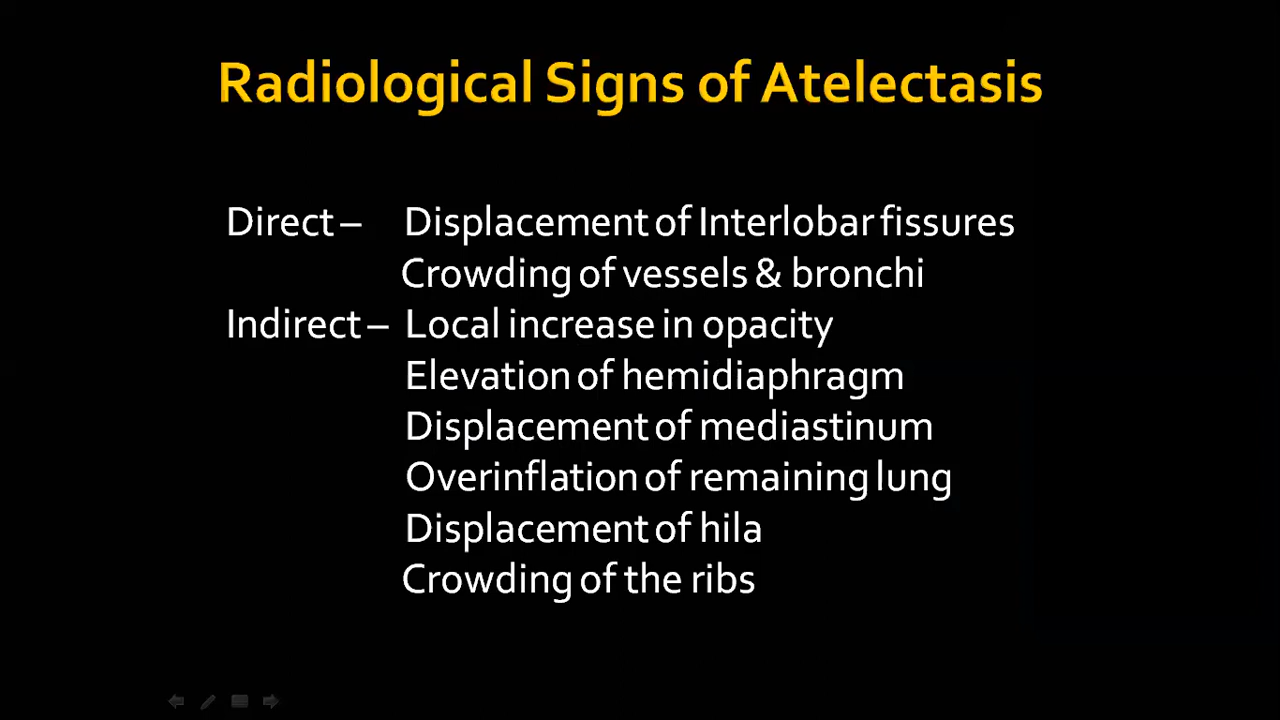 Radiological Signs of Atelectasis
Direct – Displacement of Interlobar fissures
Crowding of vessels & bronchi
Indirect – Local increase in opacity
Elevation of hemidiaphragm
Displacement of mediastinum
Overinflation of remaining lung
Displacement of hila
Crowding of the ribs